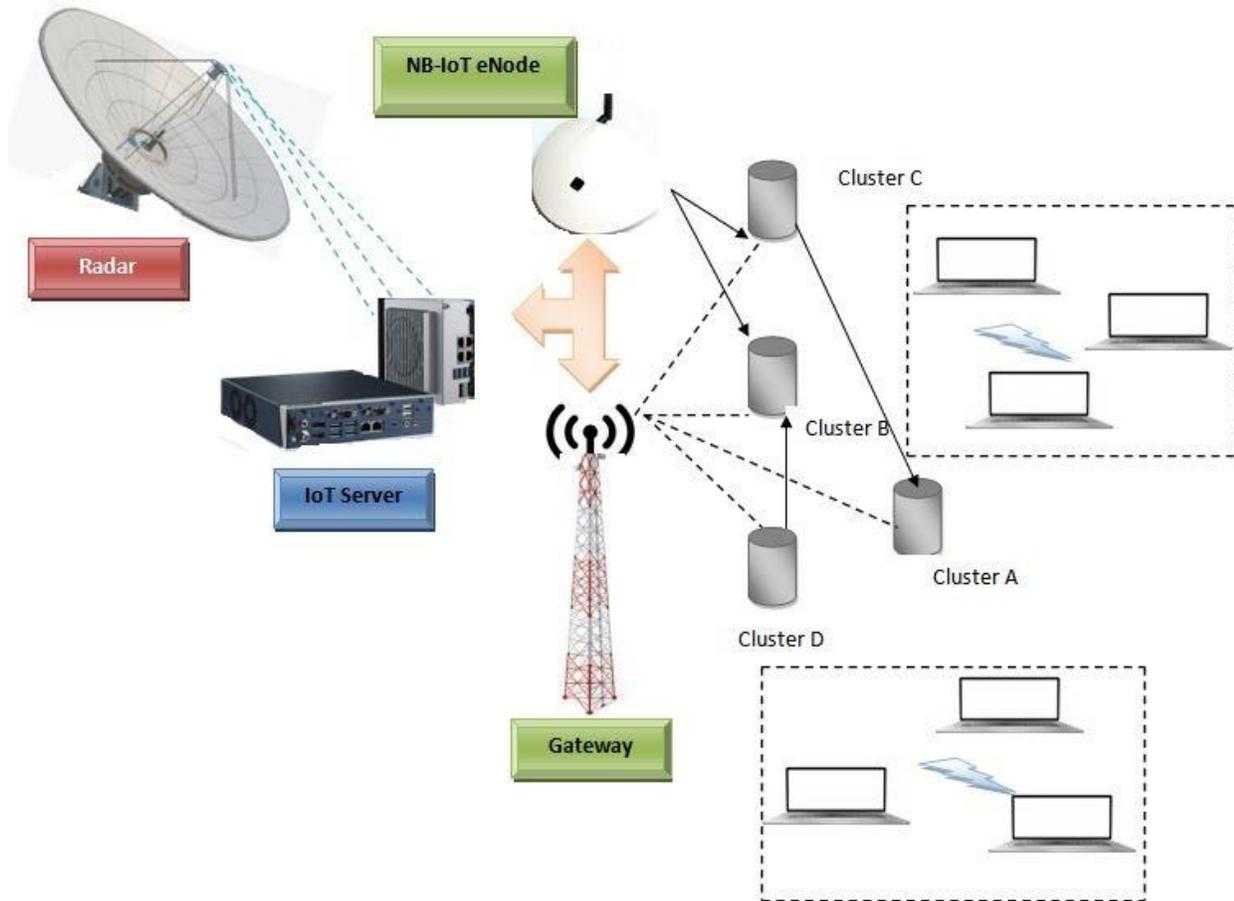 NB-IoT eNode
Cluster C
Radar
Cluster B
IoT Server
Cluster A
Cluster D
Gateway